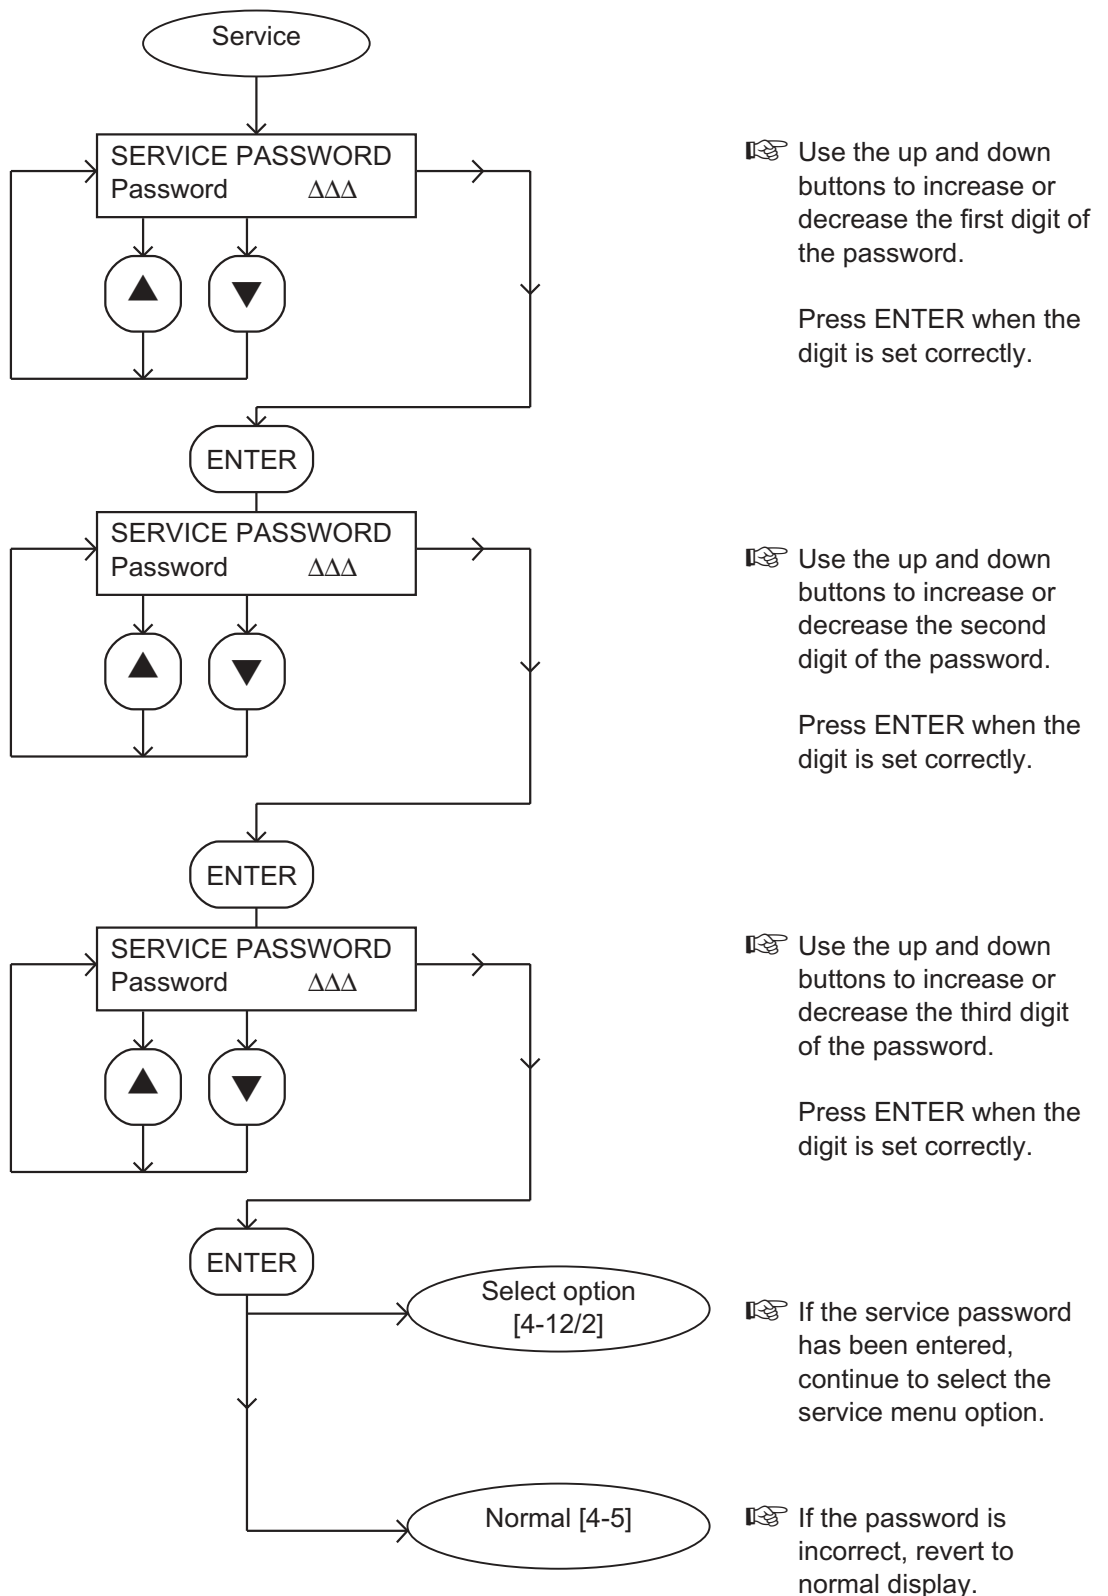 Service
SERVICE PASSWORD
Password ΔΔΔ
☞ Use the up and down
buttons to increase or
decrease the first digit of
the password.
Press ENTER when the
digit is set correctly.
▲ ▼
ENTER
SERVICE PASSWORD
Password ΔΔΔ
☞ Use the up and down
buttons to increase or
decrease the second
digit of the password.
Press ENTER when the
digit is set correctly.
▲ ▼
ENTER
SERVICE PASSWORD
Password ΔΔΔ
☞ Use the up and down
buttons to increase or
decrease the third digit
of the password.
Press ENTER when the
digit is set correctly.
▲ ▼
ENTER
Select option
[4-12/2]
☞ If the service password
has been entered,
continue to select the
service menu option.
Normal [4-5]
☞ If the password is
incorrect, revert to
normal display.